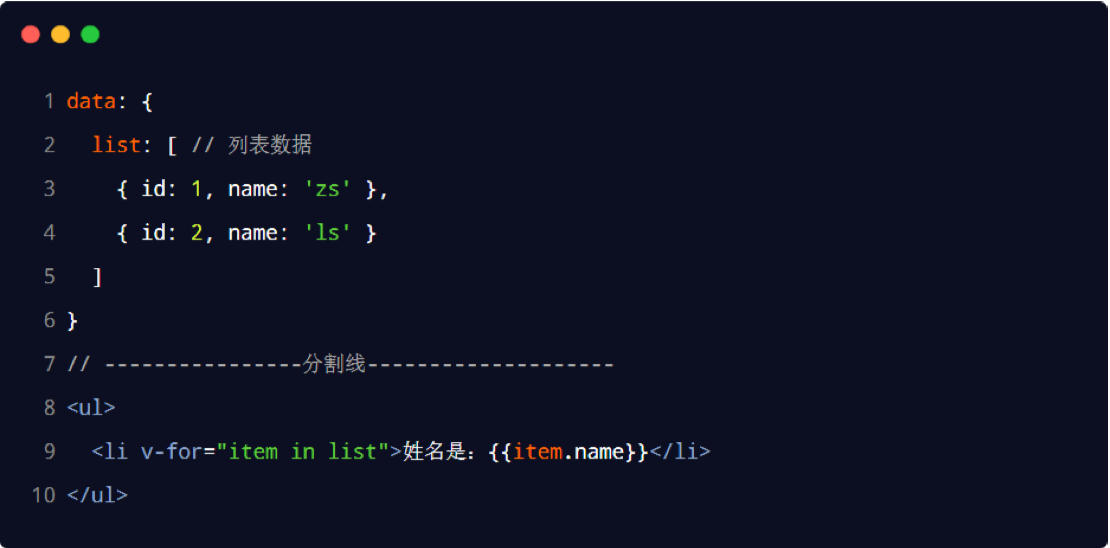 1 data: {
2   list: [ // 列表数据
3     { id: 1, name: 'zs' },
4     { id: 2, name: 'ls' }
5   ]
6 }
7 // ----------------分割线--------------------
8 <ul>
9   <li v-for="item in list">姓名是：{{item.name}}</li>
10 </ul>